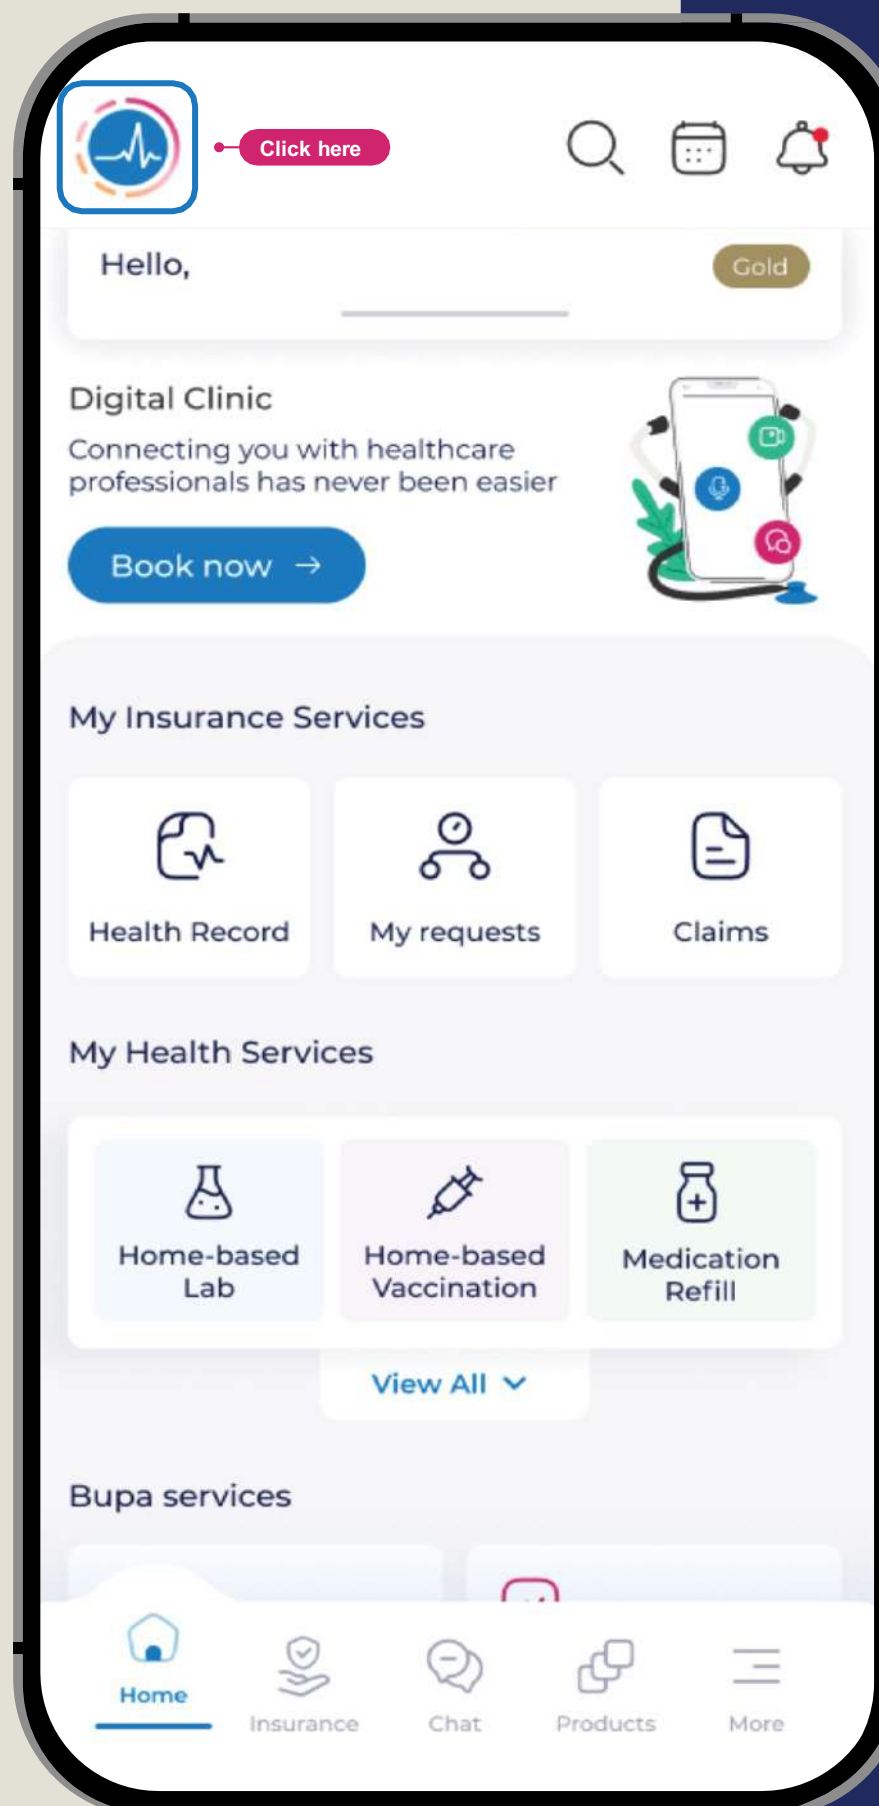 Click here
Hello,
Gold
Digital Clinic
Connecting you with healthcare
professionals has never been easier
Book now →
My Insurance Services
Health Record
My requests
Claims
My Health Services
Home-based
Lab
Home-based
Vaccination
Medication
Refill
View All
Bupa services
Home
Insurance
Chat
Products
More